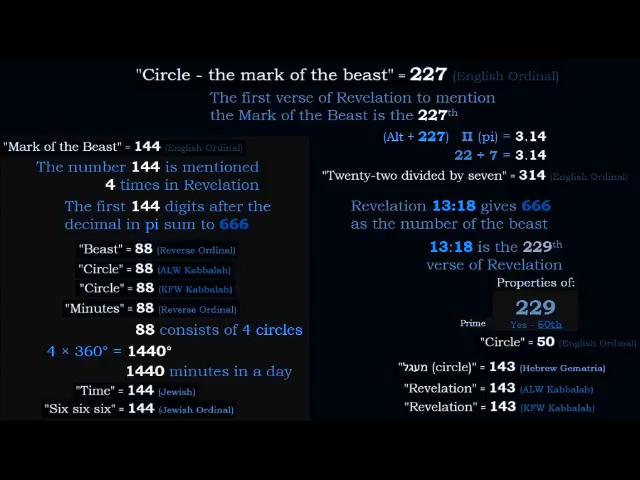 "Circle - the mark of the beast" = 227 (English Ordinal)
The first verse of Revelation to mention
the Mark of the Beast is the 227th
"Mark of the Beast" = 144 (English Ordinal)
The number 144 is mentioned
4 times in Revelation
The first 144 digits after the
decimal in pi sum to 666
"Beast" = 88 (Reverse Ordinal)
"Circle" = 88 (ALW Kabbalah)
"Circle" = 88 (KFW Kabbalah)
"Minutes" = 88 (Reverse Ordinal)
88 consists of 4 circles
4 × 360° = 1440°
1440 minutes in a day
"Time" = 144 (Jewish)
"Six six six" = 144 (Jewish Ordinal)
(Alt + 227) Π (pi) = 3.14
22 ÷ 7 = 3.14
"Twenty-two divided by seven" = 314 (English Ordinal)
Revelation 13:18 gives 666
as the number of the beast
13:18 is the 229th
verse of Revelation
Properties of:
229
Prime Yes - 50th
"Circle" = 50 (English Ordinal)
"מעגל (circle)" = 143 (Hebrew Gematria)
"Revelation" = 143 (ALW Kabbalah)
"Revelation" = 143 (KFW Kabbalah)